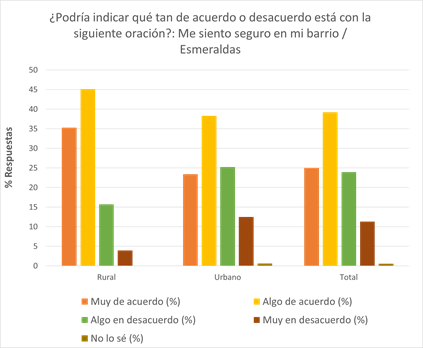 ¿Podría indicar qué tan de acuerdo o desacuerdo está con la
siguiente oración?: Me siento seguro en mi barrio /
Esmeraldas
% Respuestas
50
45
40
35
30
25
20
15
10
5
0
Rural
Urbano
Total
Muy de acuerdo (%)
Algo de acuerdo (%)
Algo en desacuerdo (%)
Muy en desacuerdo (%)
No lo sé (%)